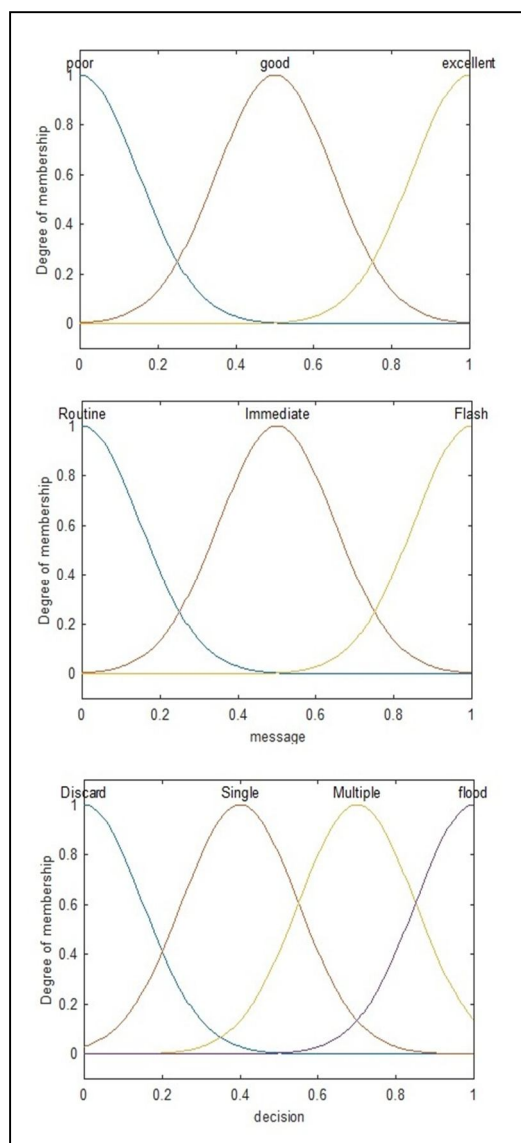 poor good excellent
1
0.8
0.6
0.4
0.2
0
Degree of membership
0 0.2 0.4 0.6 0.8 1
Routine Immediate Flash
1
0.8
0.6
0.4
0.2
0
Degree of membership
0 0.2 0.4 0.6 0.8 1
message
Discard Single Multiple flood
1
0.8
0.6
0.4
0.2
0
Degree of membership
0 0.2 0.4 0.6 0.8 1
decision